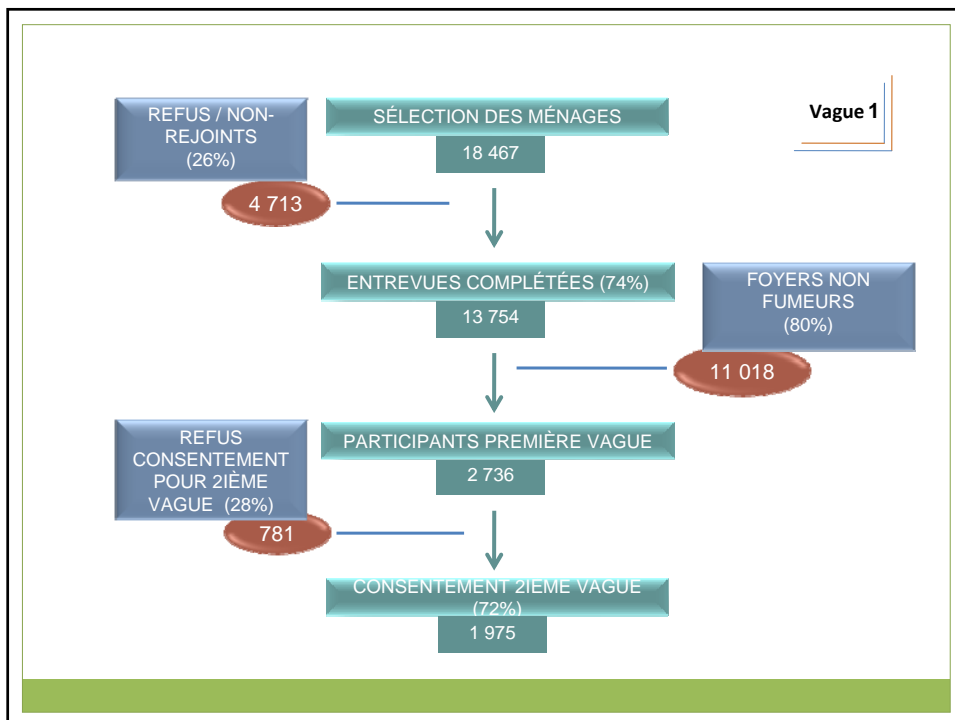 Vague 1
REFUS / NON-
REJOINTS
(26%)
4 713
SÉLECTION DES MÉNAGES
18 467
ENTREVUES COMPLÉTÉES (74%)
13 754
FOYERS NON
FUMEURS
(80%)
11 018
PARTICIPANTS PREMIÈRE VAGUE
2 736
REFUS
CONSENTEMENT
POUR 2IÈME
VAGUE (28%)
781
CONSENTEMENT 2IEME VAGUE
(72%)
1 975